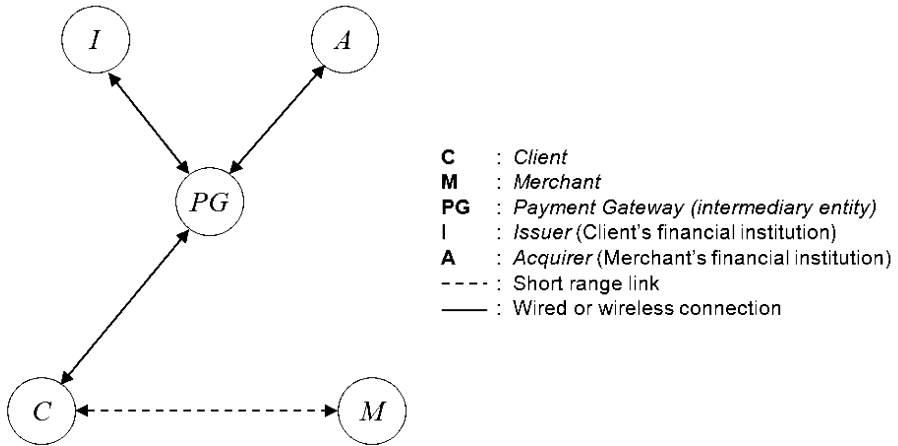 I
A
PG
C
M
C : Client
M : Merchant
PG : Payment Gateway (intermediary entity)
I : Issuer (Client's financial institution)
A : Acquirer (Merchant's financial institution)
: Short range link
: Wired or wireless connection